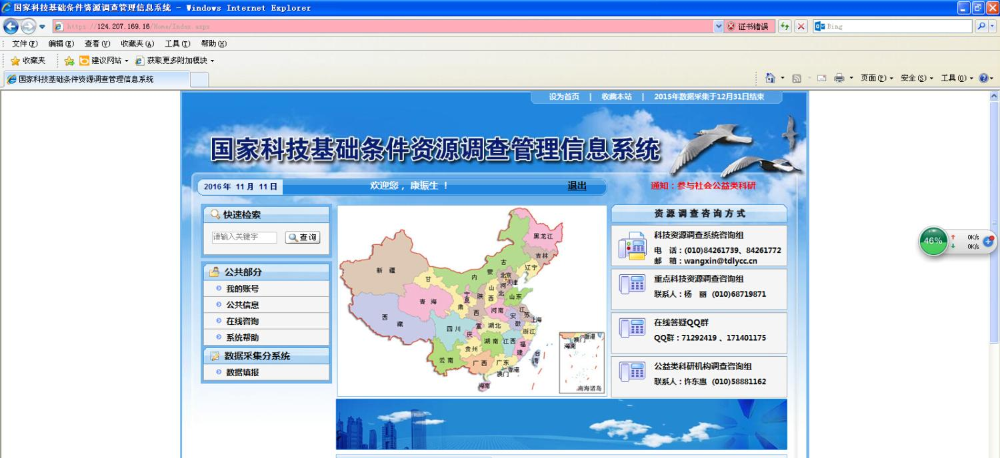 国家科技基础条件资源调查管理信息系统 - Windows Internet Explorer
https://124.207.169.16/Home/Index.aspx
证书错误
Bing
文件(F) 编辑(E) 查看(V) 收藏夹(A) 工具(T) 帮助(H)
收藏夹 建议网站 获取更多附加模块
国家科技基础条件资源调查管理信息系统
页面(P) 安全(S) 工具(O)
设为首页 | 收藏本站 | 2015年数据采集于12月31日结束
国家科技基础条件资源调查管理信息系统
2016 年 11 月 11 日
欢迎您，康振生 ！
退出
通知：参与社会公益类科研
快速检索
请输入关键字
查询
公共部分
我的账号
公共信息
在线咨询
系统帮助
数据采集分系统
数据填报
黑龙江
吉林
辽宁
内蒙古
新疆
甘肃
北京
天津
河北
山西
山东
宁夏
陕西
青海
河南
江苏
安徽
上海
西藏
四川
重庆
湖北
浙江
湖南
江西
福建
贵州
云南
广西
广东
台湾
香港
澳门
海南
香港
澳门
海南
南海诸岛
资源调查咨询方式
科技资源调查系统咨询组
电 话：(010)84261739、84261772
邮 箱：wangxin@tdlycc.cn
重点科技资源调查咨询组
联系人：杨 丽 (010)68719871
在线答疑QQ群
QQ群：71292419 、171401175
公益类科研机构调查咨询组
联系人：许东惠 (010)58881162
46%
0K/s
0K/s